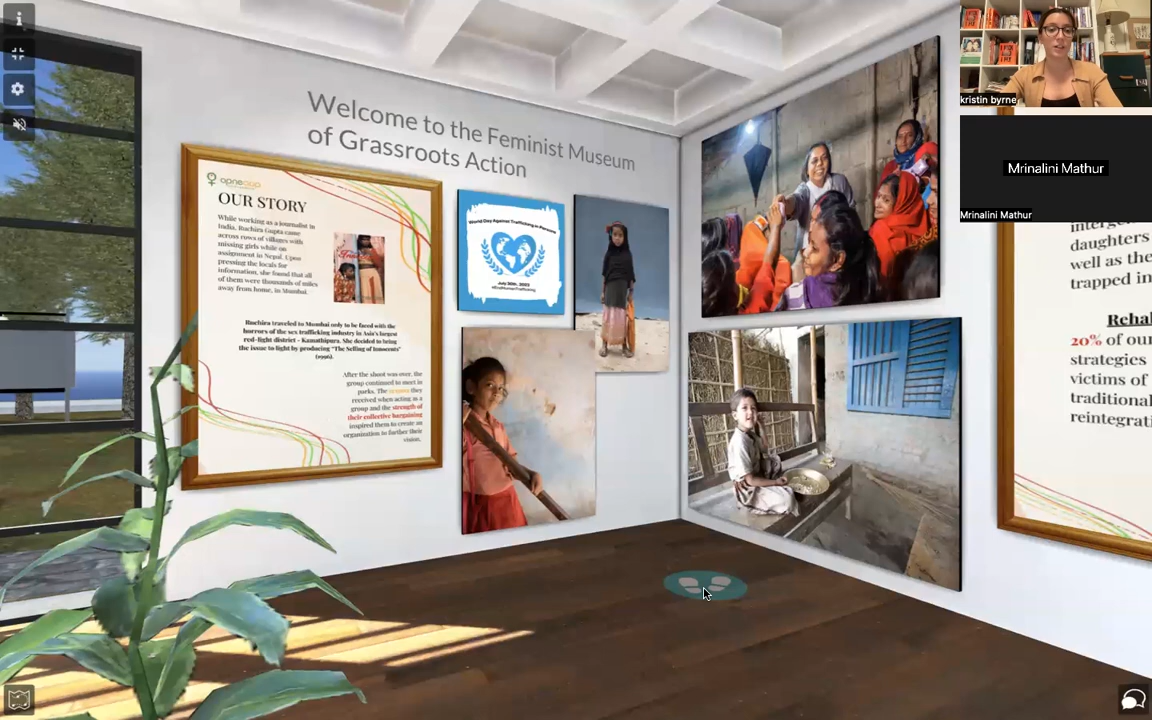 Welcome to the Feminist Museum
of Grassroots Action
apneaap
OUR STORY
While working as a journalist in
India, Ruchira Gupta came
across rows of villages with
missing girls while on
assignment in Nepal. Upon
pressing the locals for
information, she found that all
of them were thousands of miles
away from home, in Mumbai.
Ruchira traveled to Mumbai only to be faced with the
horrors of the sex trafficking industry in Asia's largest
red-light district - Kamathipura. She decided to bring
the issue to light by producing "The Selling of Innocents"
(1996).
After the shoot was over, the
group continued to meet in
parks. The they
received when acting as a
group and the strength of
their collective bargaining
inspired them to create an
organization to further their
vision.
World Day Against Trafficking in Persons
July 30th, 2023
#EndHumanTrafficking
kristin byrne
Mrinalini Mathur
Mrinalini Mathur
daughters
well as the
trapped in
Rehal
20% of our
strategies
victims of
traditional
reintegrati